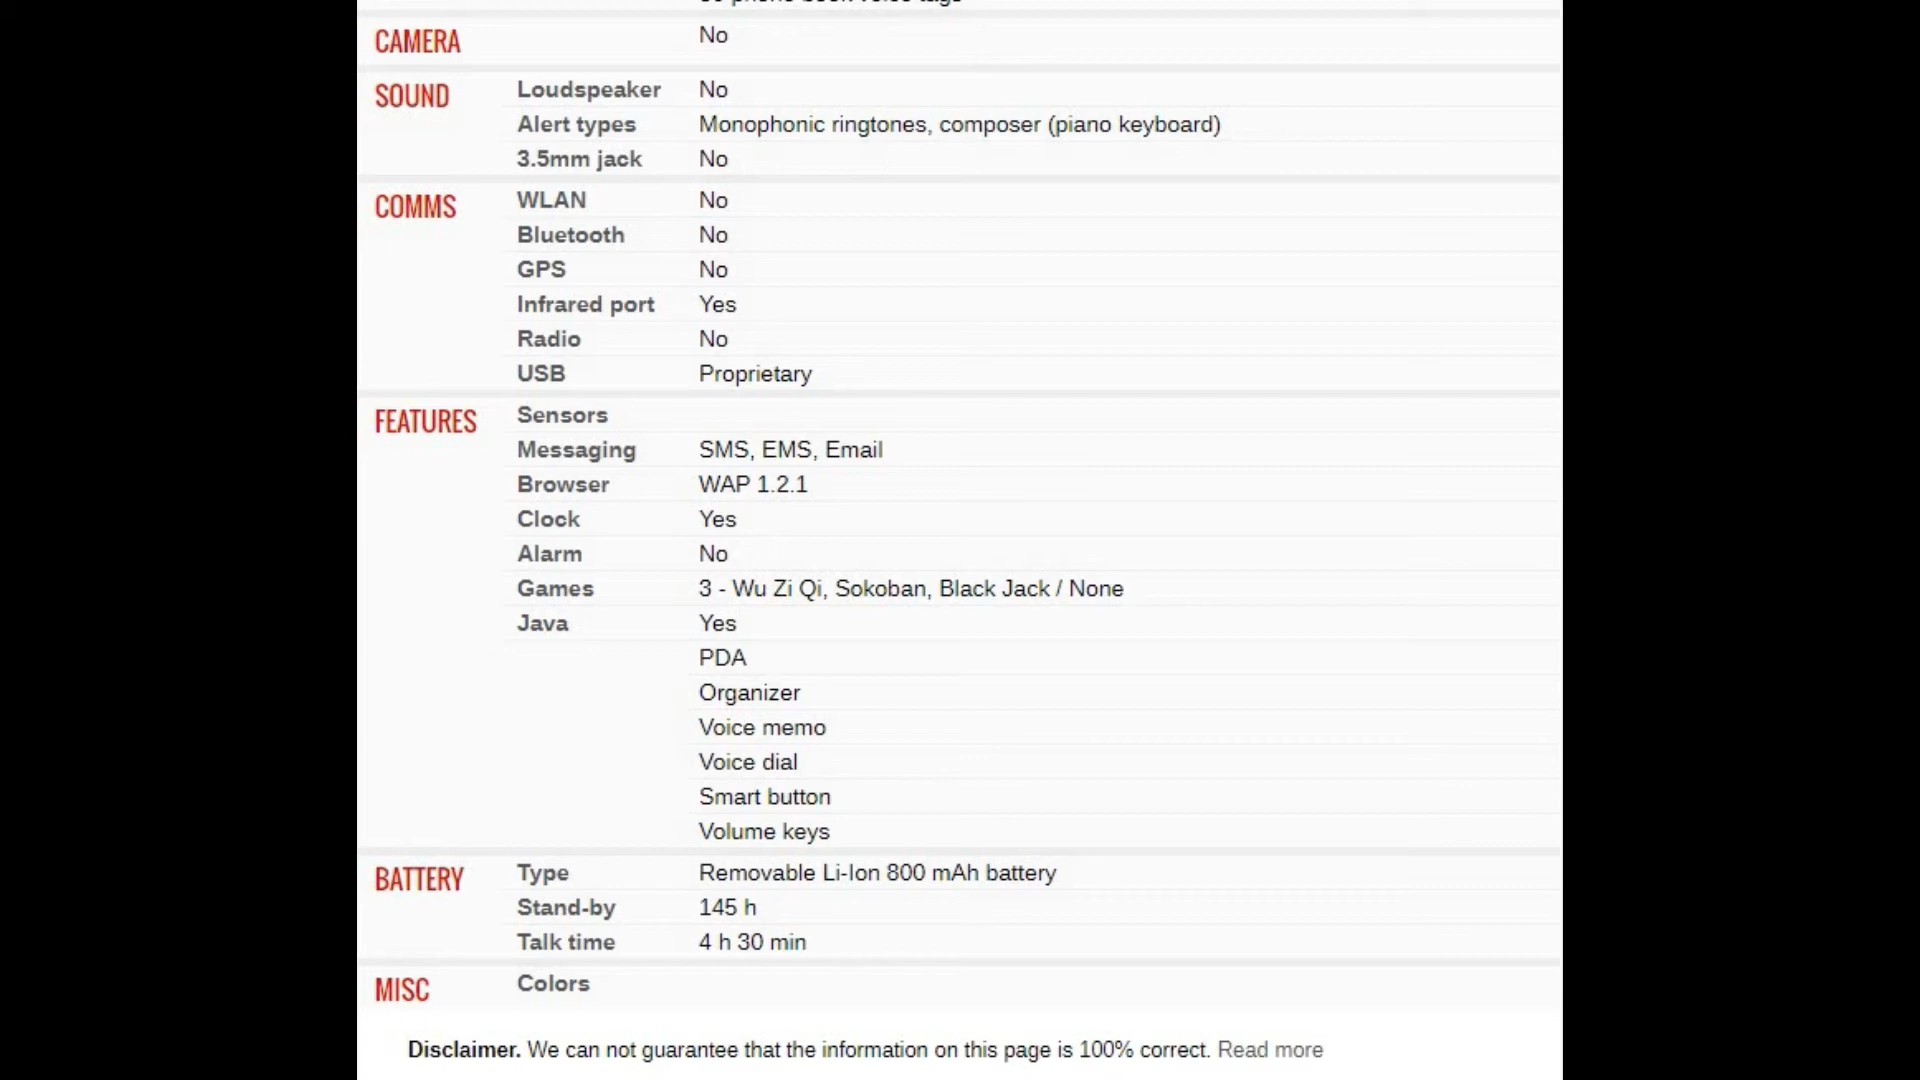 CAMERA No
SOUND Loudspeaker No
Alert types Monophonic ringtones, composer (piano keyboard)
3.5mm jack No
COMMS WLAN No
Bluetooth No
GPS No
Infrared port Yes
Radio No
USB Proprietary
FEATURES Sensors
Messaging SMS, EMS, Email
Browser WAP 1.2.1
Clock Yes
Alarm No
Games 3 - Wu Zi Qi, Sokoban, Black Jack / None
Java Yes
PDA
Organizer
Voice memo
Voice dial
Smart button
Volume keys
BATTERY Type Removable Li-Ion 800 mAh battery
Stand-by 145 h
Talk time 4 h 30 min
MISC Colors
Disclaimer. We can not guarantee that the information on this page is 100% correct. Read more